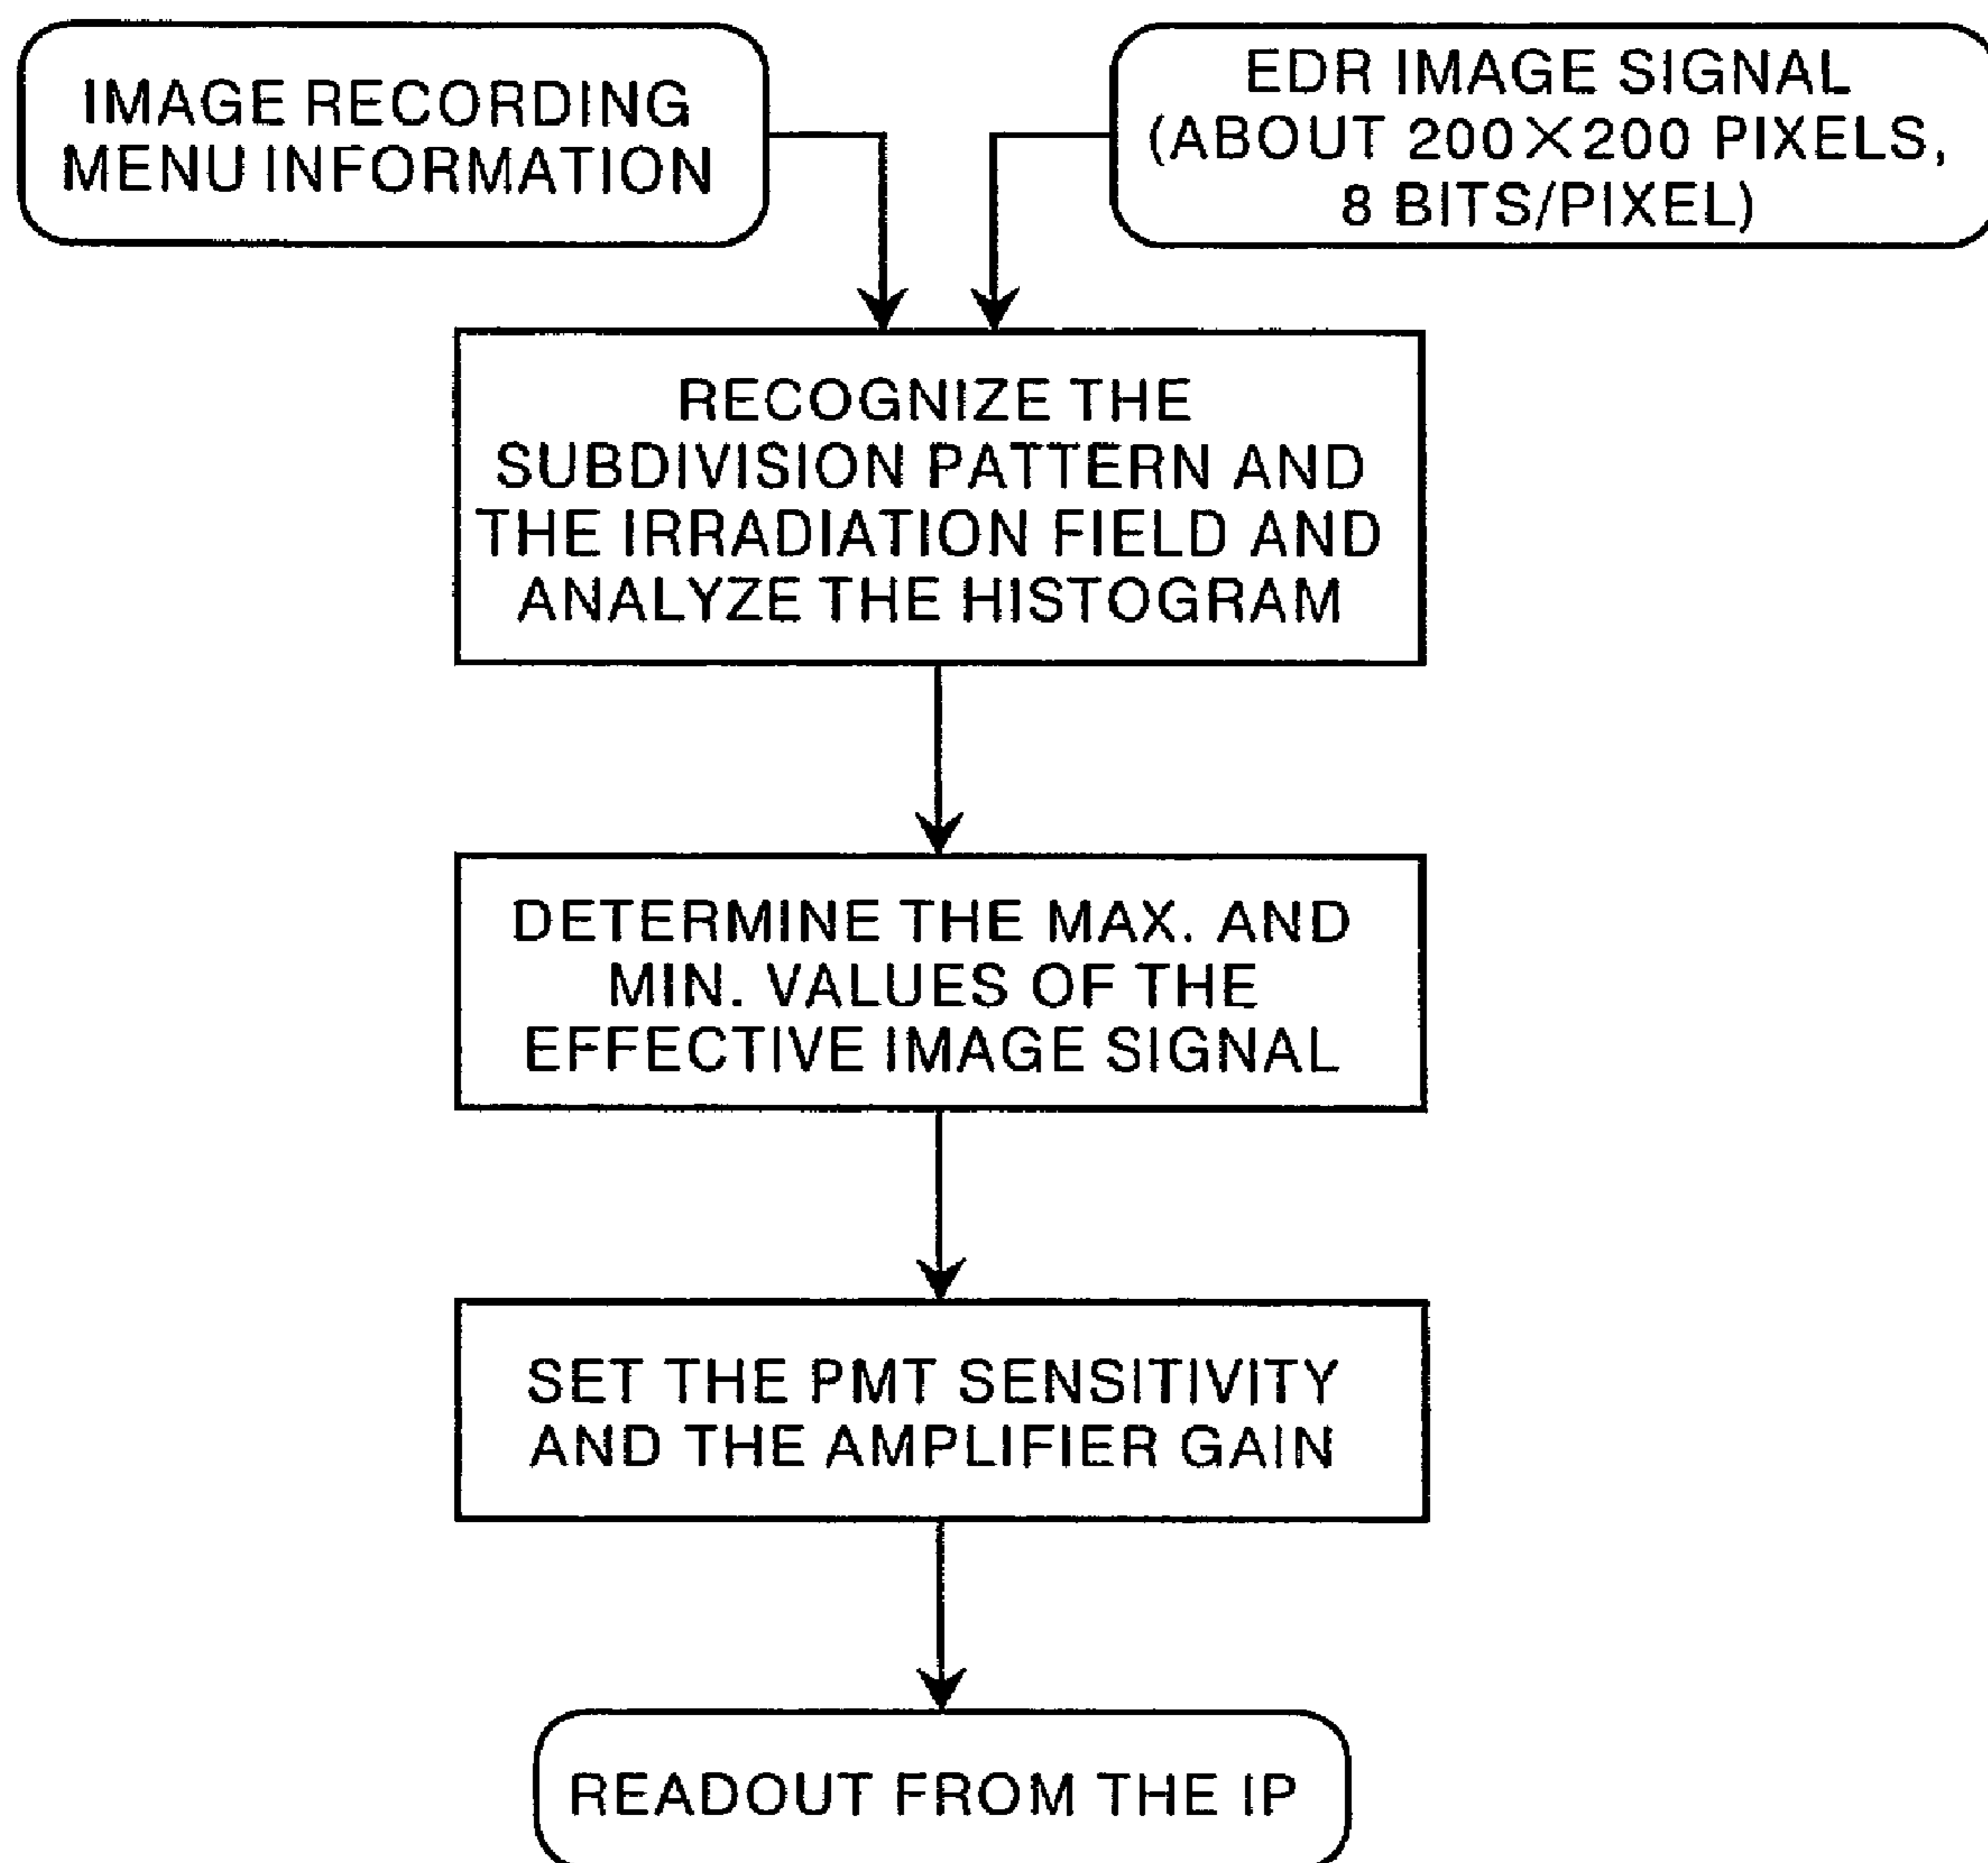 IMAGE RECORDING
MENU INFORMATION
EDR IMAGE SIGNAL
(ABOUT 200×200 PIXELS,
8 BITS/PIXEL)
RECOGNIZE THE
SUBDIVISION PATTERN AND
THE IRRADIATION FIELD AND
ANALYZE THE HISTOGRAM
DETERMINE THE MAX. AND
MIN. VALUES OF THE
EFFECTIVE IMAGE SIGNAL
SET THE PMT SENSITIVITY
AND THE AMPLIFIER GAIN
READOUT FROM THE IP